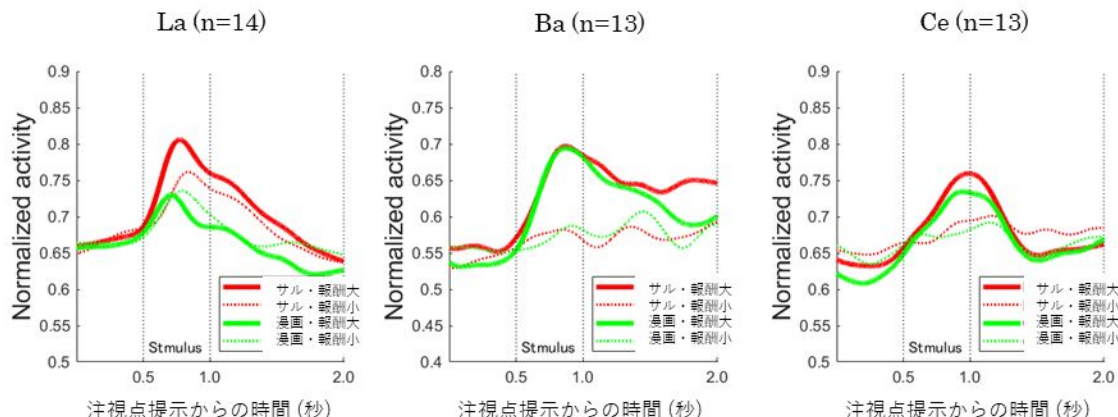 La (n=14)
Ba (n=13)
Ce (n=13)
Normalized activity
0.9
0.85
0.8
0.75
0.7
0.65
0.6
0.55
0.5
Stmulus
サル・報酬大
サル・報酬小
漫画・報酬大
漫画・報酬小
0.5
1.0
2.0
注視点提示からの時間 (秒)
Normalized activity
0.8
0.75
0.7
0.65
0.6
0.55
0.5
0.45
0.4
Stmulus
サル・報酬大
サル・報酬小
漫画・報酬大
漫画・報酬小
0.5
1.0
2.0
注視点提示からの時間 (秒)
Normalized activity
0.9
0.85
0.8
0.75
0.7
0.65
0.6
0.55
0.5
Stmulus
サル・報酬大
サル・報酬小
漫画・報酬大
漫画・報酬小
0.5
1.0
2.0
注視点提示からの時間 (秒)